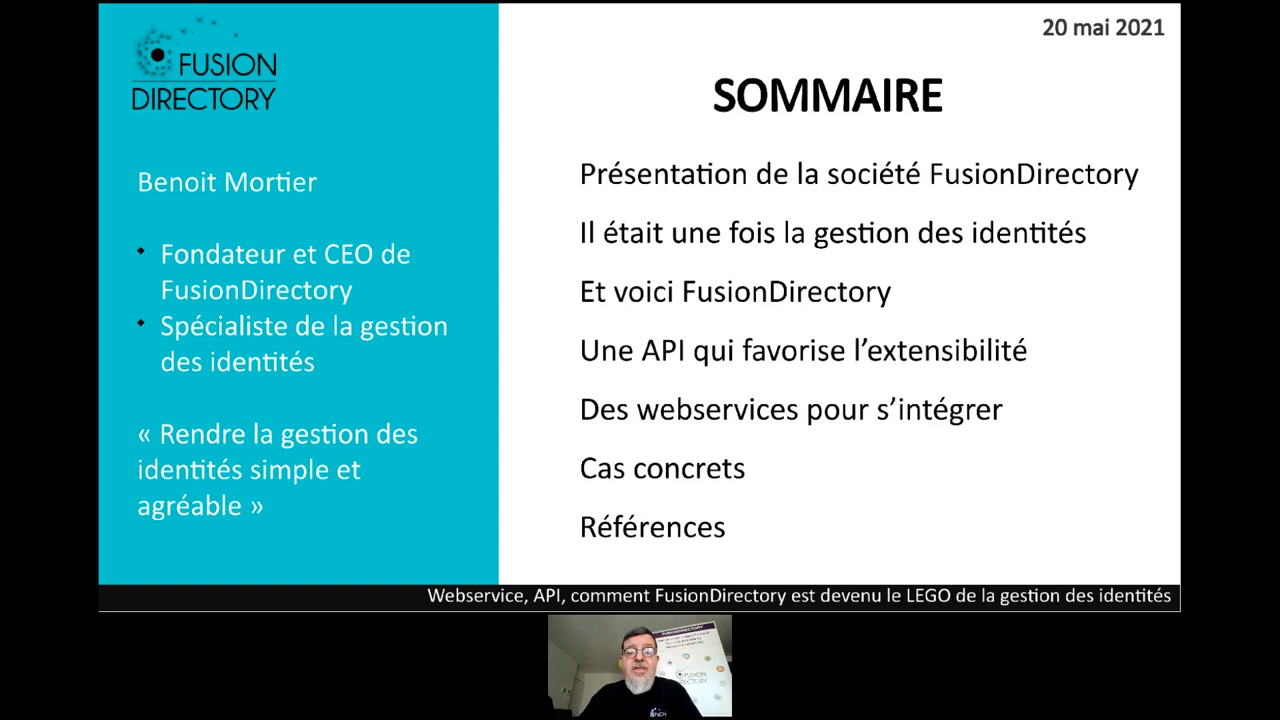 FUSION
DIRECTORY
20 mai 2021
SOMMAIRE
Benoit Mortier
Fondateur et CEO de
FusionDirectory
Spécialiste de la gestion
des identités
« Rendre la gestion des
identités simple et
agréable »
Présentation de la société FusionDirectory
Il était une fois la gestion des identités
Et voici FusionDirectory
Une API qui favorise l’extensibilité
Des webservices pour s’intégrer
Cas concrets
Références
Webservice, API, comment FusionDirectory est devenu le LEGO de la gestion des identités
FUSION
DIRECTORY